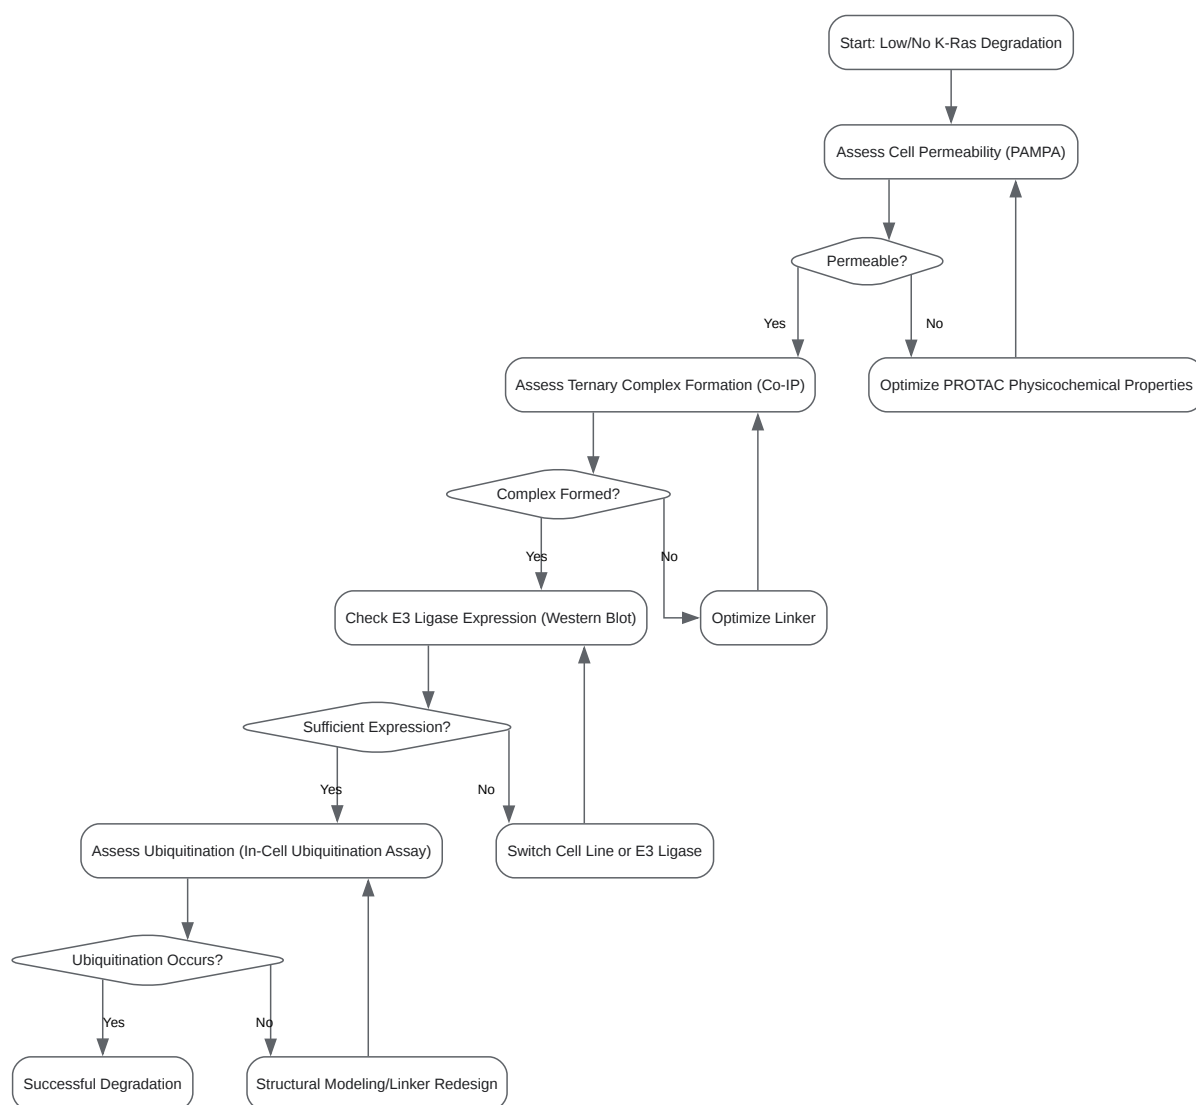 Start: Low/No K-Ras Degradation
Assess Cell Permeability (PAMPA)
Permeable?
Yes
No
Assess Ternary Complex Formation (Co-IP)
Optimize PROTAC Physicochemical Properties
Complex Formed?
Yes
No
Check E3 Ligase Expression (Western Blot)
Optimize Linker
Sufficient Expression?
Yes
No
Assess Ubiquitination (In-Cell Ubiquitination Assay)
Switch Cell Line or E3 Ligase
Ubiquitination Occurs?
Yes
No
Successful Degradation
Structural Modeling/Linker Redesign